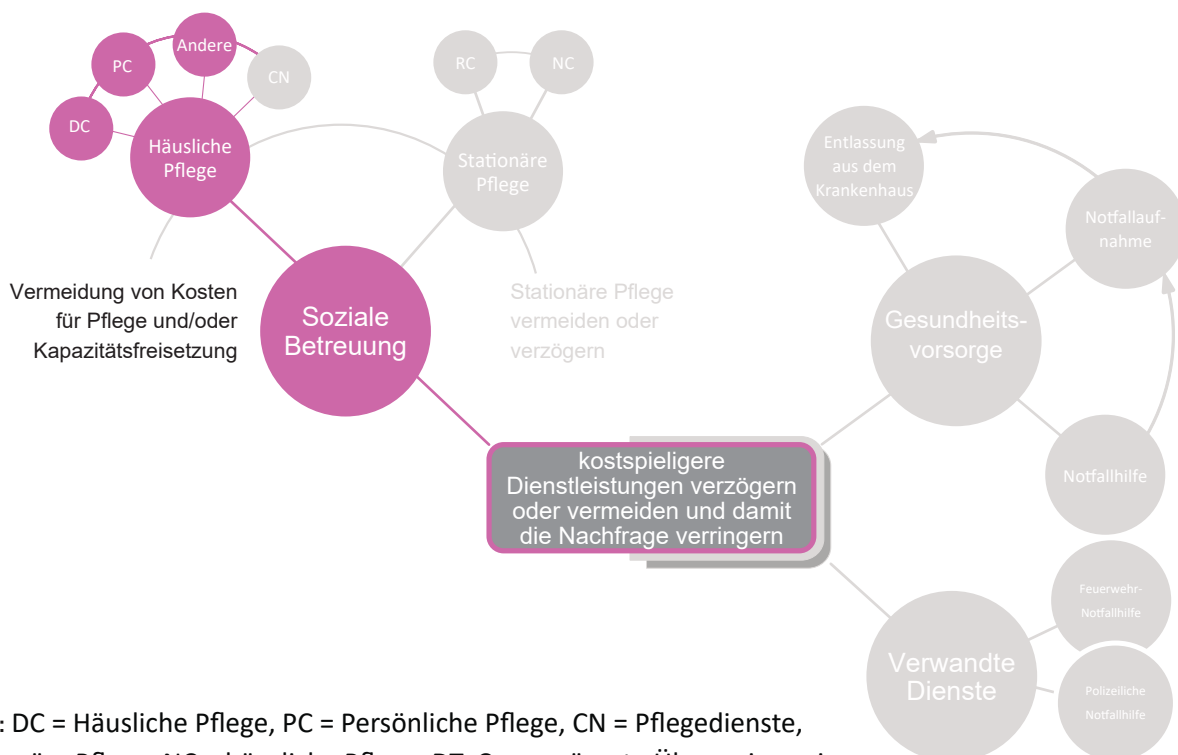 Andere
PC
CN
DC
Häusliche
Pflege
RC
NC
Stationäre
Pflege
Entlassung
aus dem
Krankenhaus
Notfallauf-
nahme
Vermeidung von Kosten
für Pflege und/oder
Kapazitätsfreisetzung
Soziale
Betreuung
Stationäre Pflege
vermeiden oder
verzögern
Gesundheits-
vorsorge
kostspieligere
Dienstleistungen verzögern
oder vermeiden und damit
die Nachfrage verringern
Notfallhilfe
Feuerwehr-
Notfallhilfe
Verwandte
Dienste
Polizeiliche
Notfallhilfe
: DC = Häusliche Pflege, PC = Persönliche Pflege, CN = Pflegedienste,